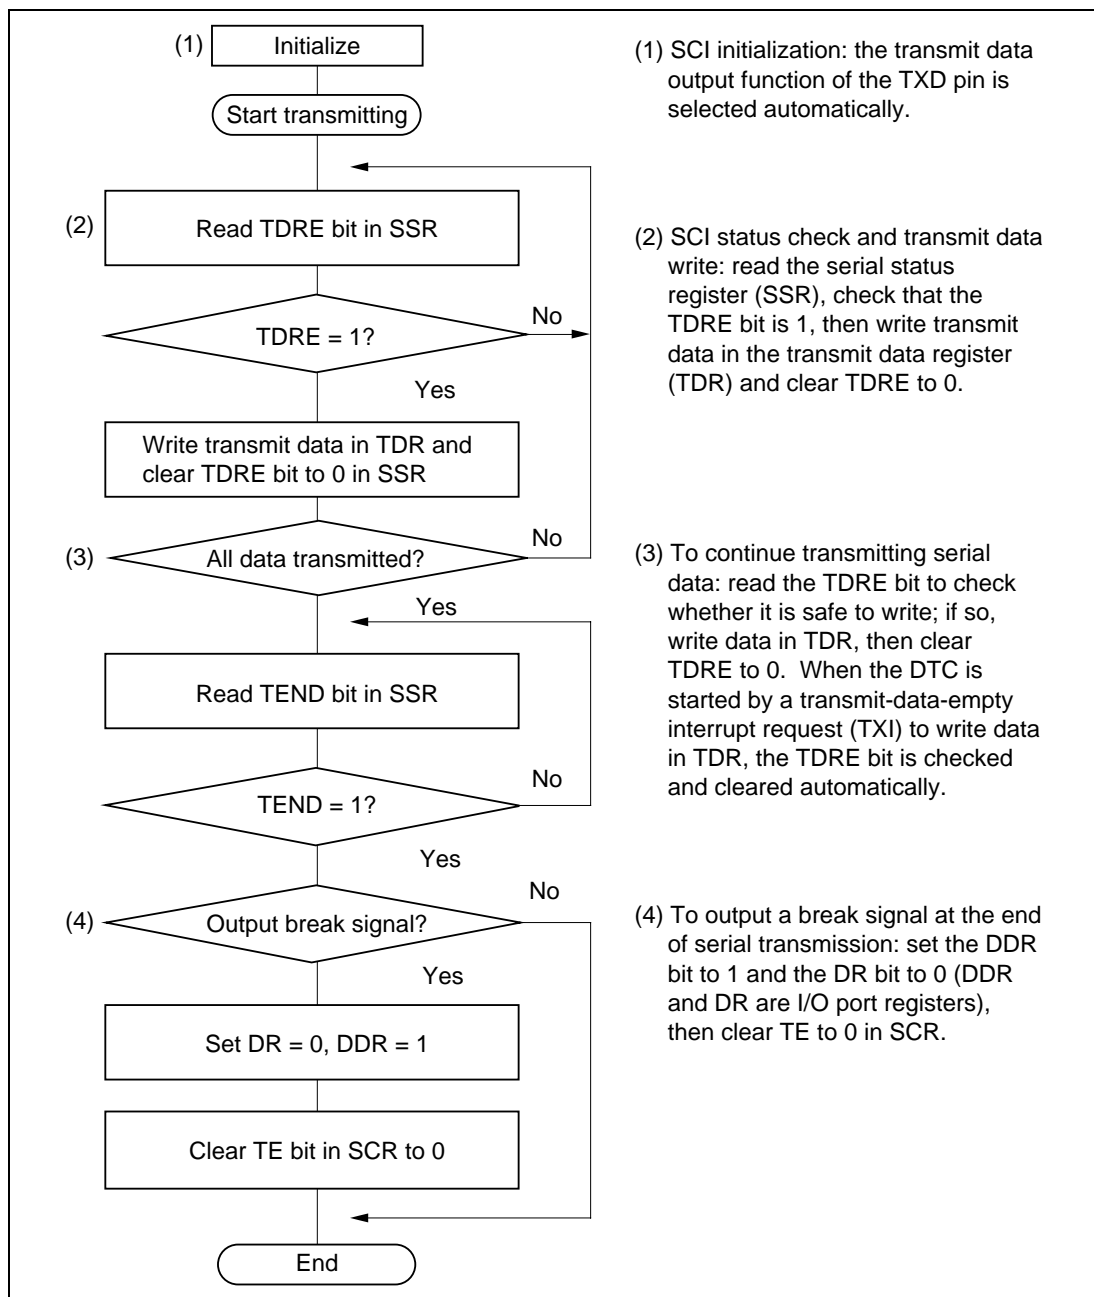 (1) Initialize
Start transmitting
(2) Read TDRE bit in SSR
TDRE = 1?
No
Yes
Write transmit data in TDR and
clear TDRE bit to 0 in SSR
(3) All data transmitted?
No
Yes
Read TEND bit in SSR
TEND = 1?
No
Yes
(4) Output break signal?
No
Yes
Set DR = 0, DDR = 1
Clear TE bit in SCR to 0
End
(1) SCI initialization: the transmit data
output function of the TXD pin is
selected automatically.
(2) SCI status check and transmit data
write: read the serial status
register (SSR), check that the
TDRE bit is 1, then write transmit
data in the transmit data register
(TDR) and clear TDRE to 0.
(3) To continue transmitting serial
data: read the TDRE bit to check
whether it is safe to write; if so,
write data in TDR, then clear
TDRE to 0.  When the DTC is
started by a transmit-data-empty
interrupt request (TXI) to write data
in TDR, the TDRE bit is checked
and cleared automatically.
(4) To output a break signal at the end
of serial transmission: set the DDR
bit to 1 and the DR bit to 0 (DDR
and DR are I/O port registers),
then clear TE to 0 in SCR.